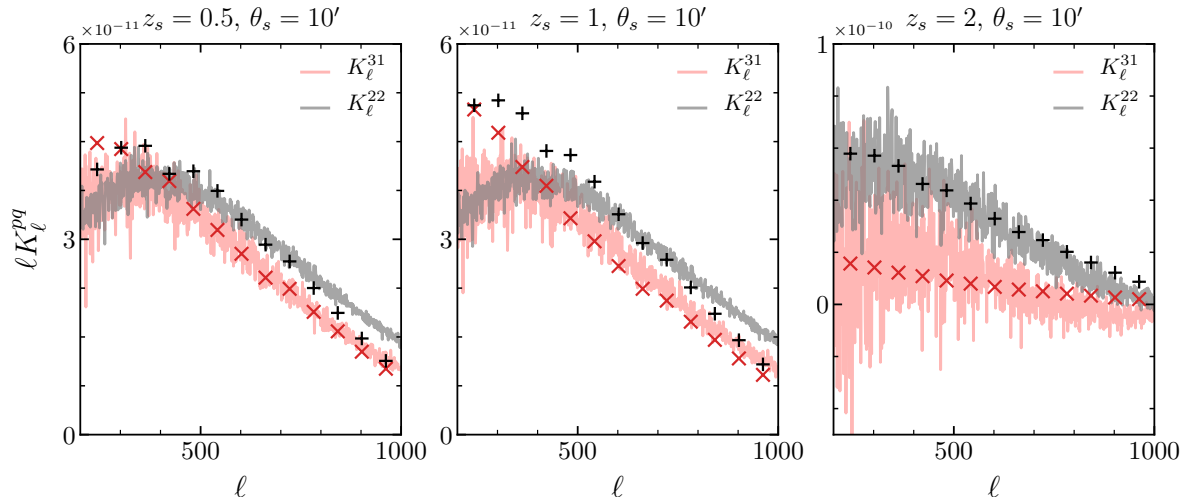 z_s = 0.5, θ_s = 10′
×10⁻¹¹
6
3
0
ℓK_ℓ^{pq}
K_ℓ^{31}
K_ℓ^{22}
500
1000
ℓ
z_s = 1, θ_s = 10′
×10⁻¹¹
6
3
0
K_ℓ^{31}
K_ℓ^{22}
500
1000
ℓ
z_s = 2, θ_s = 10′
×10⁻¹⁰
1
0
K_ℓ^{31}
K_ℓ^{22}
500
1000
ℓ